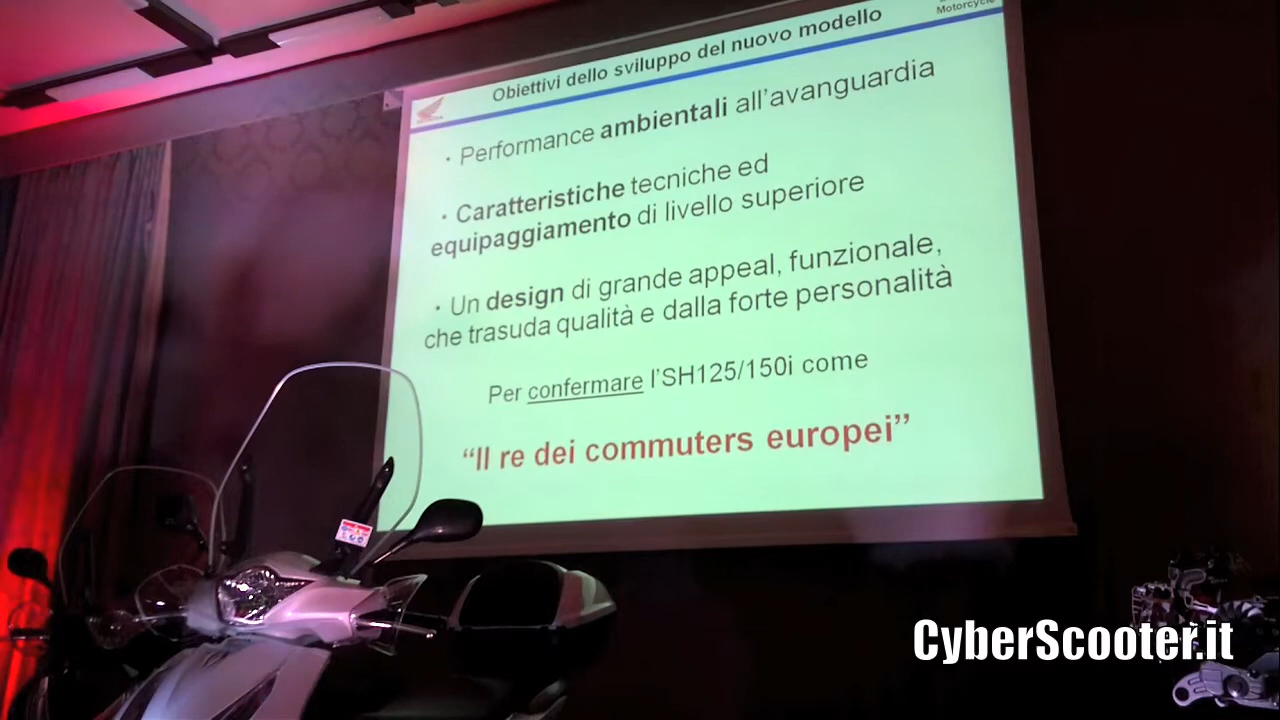 Motorcycle
Obiettivi dello sviluppo del nuovo modello
• Performance ambientali all'avanguardia
• Caratteristiche tecniche ed
equipaggiamento di livello superiore
• Un design di grande appeal, funzionale,
che trasuda qualità e dalla forte personalità
Per confermare l'SH125/150i come
“Il re dei commuters europei”
CyberScooter.it